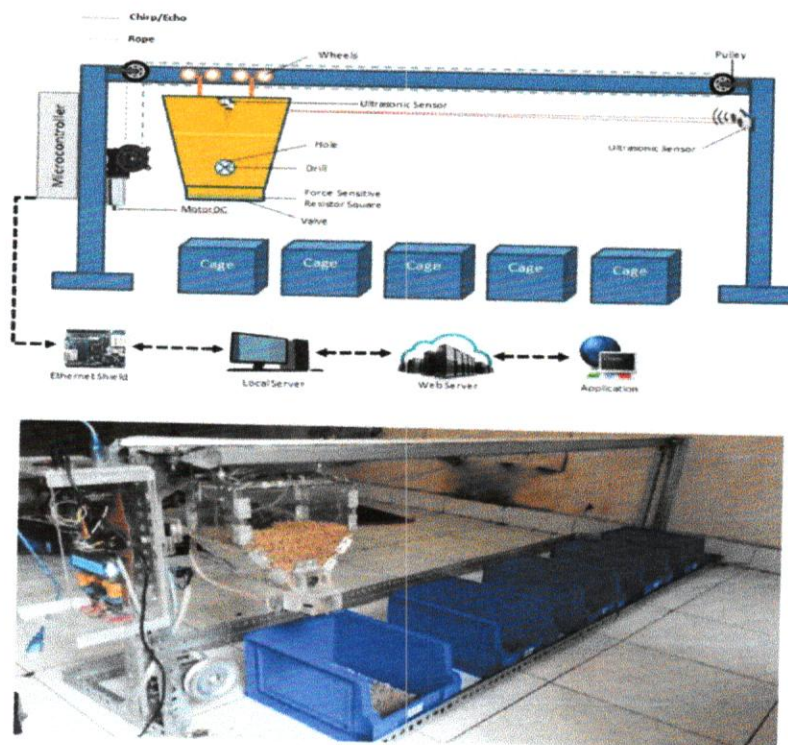 Chirp/Echo
Rope
Wheels
Pulley
Ultrasonic Sensor
Ultrasonic Sensor
Microcontroller
Hole
Drill
Force Sensitive
Resistor Square
Valve
MotorDC
Cage
Cage
Cage
Cage
Cage
Ethernet Shield
Local Server
Web Server
Application